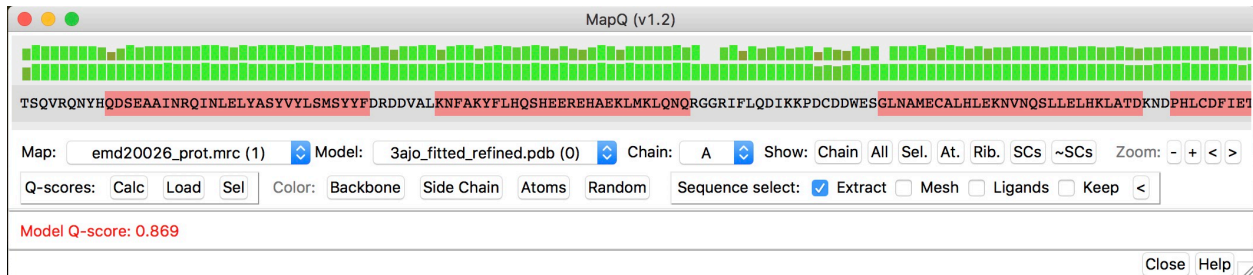 MapQ (v1.2)
TSQVRQNYHQDSEAAINRQINLELYASYVYLSMSYYFDRDDVALKNFAKYFLHQSHEEREHAEKLMKLQNQRGGRIFLQDIKKPDCDDWESGLNAMECALHLEKNVNQSLLELHKLATDKNDPHLCDFIET
Map: emd20026_prot.mrc (1) Model: 3ajo_fitted_refined.pdb (0) Chain: A Show: Chain All Sel. At. Rib. SCs ~SCs Zoom: - + < >
Q-scores: Calc Load Sel Color: Backbone Side Chain Atoms Random Sequence select: Extract Mesh Ligands Keep <
Model Q-score: 0.869
Close Help